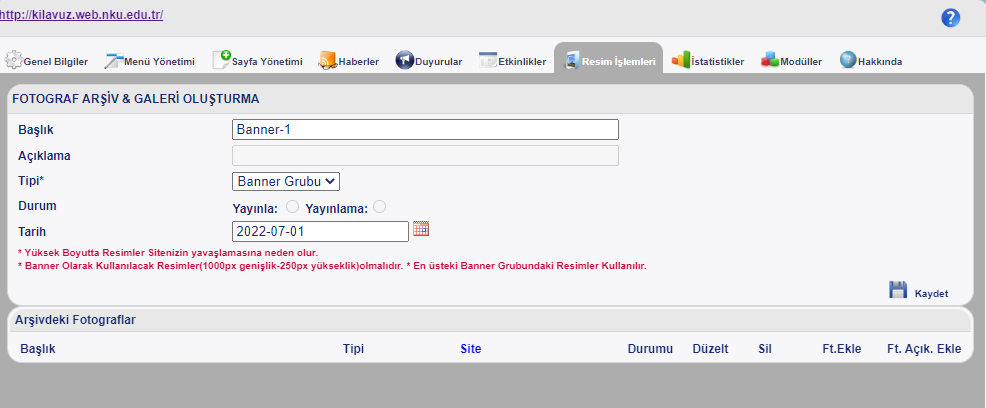 http://kilavuz.web.nku.edu.tr/
?
Genel Bilgiler Menü Yönetimi Sayfa Yönetimi Haberler Duyurular Etkinlikler Resim İşlemleri İstatistikler Modüller Hakkında
FOTOGRAF ARŞİV & GALERİ OLUŞTURMA
Başlık Banner-1
Açıklama
Tipi* Banner Grubu
Durum Yayınla: Yayınlama:
Tarih 2022-07-01
* Yüksek Boyutta Resimler Sitenizin yavaşlamasına neden olur.
* Banner Olarak Kullanılacak Resimler(1000px genişlik-250px yükseklik)olmalıdır. * En üsteki Banner Grubundaki Resimler Kullanılır.
Kaydet
Arşivdeki Fotograflar
Başlık Tipi Site Durumu Düzelt Sil Ft.Ekle Ft. Açık. Ekle